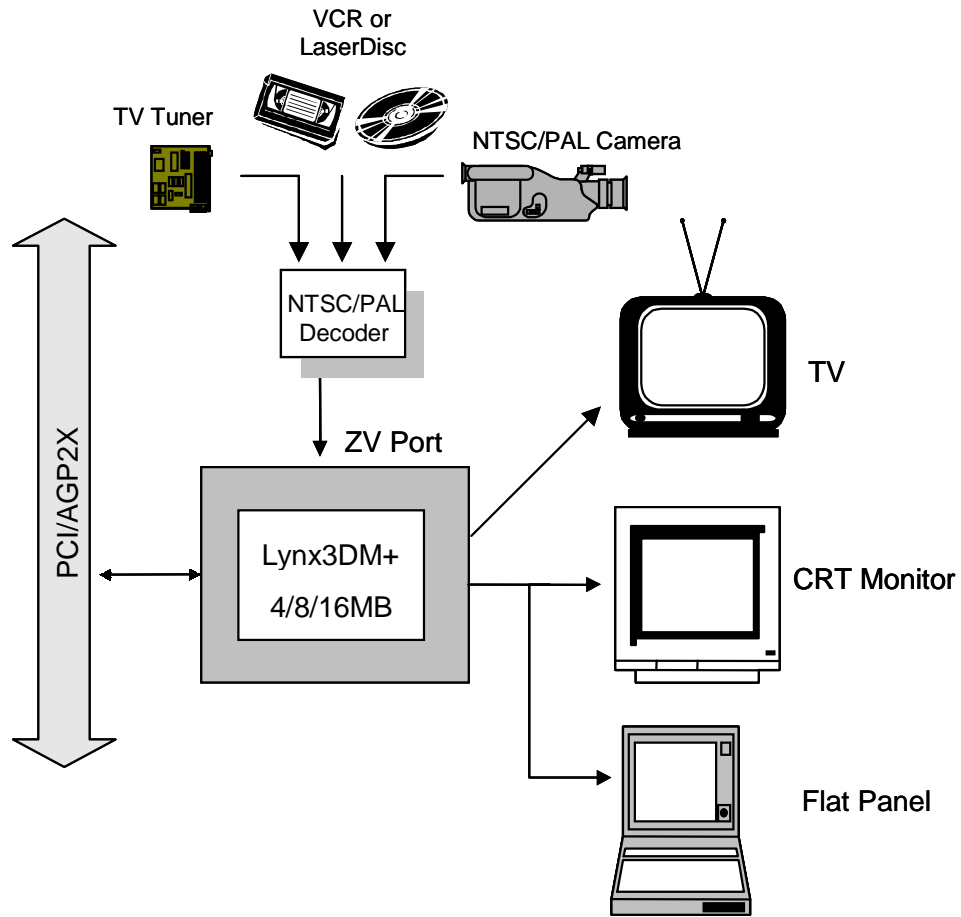 VCR or
LaserDisc
TV Tuner
NTSC/PAL Camera
NTSC/PAL
Decoder
TV
ZV Port
PCI/AGP2X
Lynx3DM+
4/8/16MB
CRT Monitor
Flat Panel